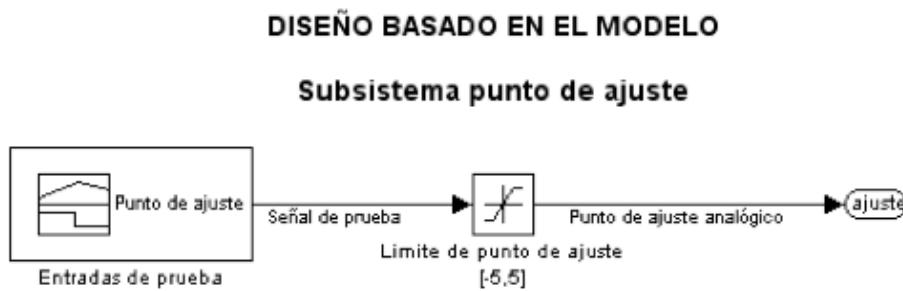 DISEÑO BASADO EN EL MODELO
Subsistema punto de ajuste
Punto de ajuste
Señal de prueba
Punto de ajuste analógico
ajuste
Limite de punto de ajuste
[-5,5]
Entradas de prueba